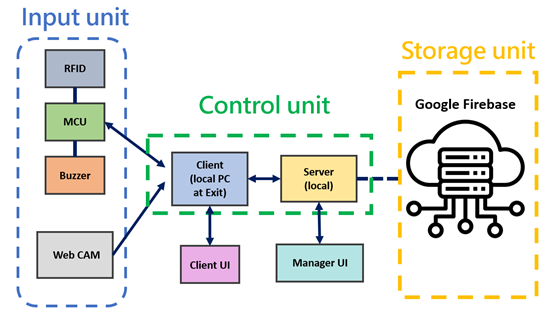 Input unit
RFID
MCU
Buzzer
Web CAM
Control unit
Client
(local PC
at Exit)
Server
(local)
Client UI
Manager UI
Storage unit
Google Firebase